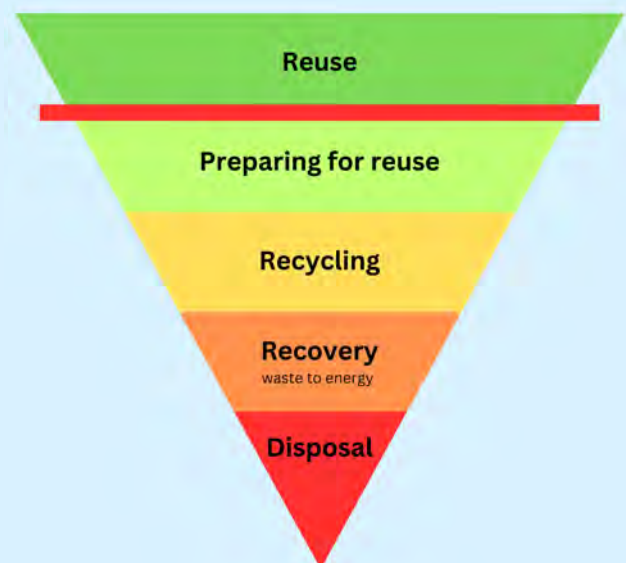 Reuse
Preparing for reuse
Recycling
Recovery
waste to energy
Disposal